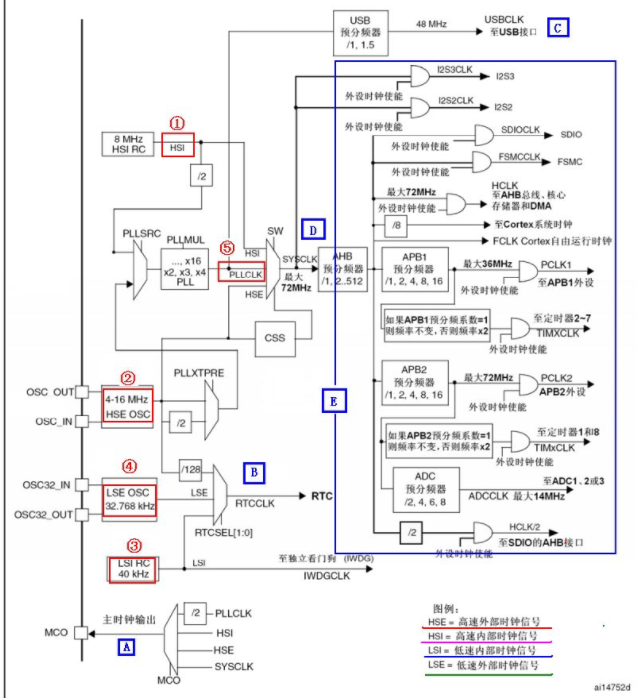 USB
预分频器
/1, 1.5
48 MHz
USBCLK
至USB接口
C
I2S3CLK
I2S3
外设时钟使能
I2S2CLK
I2S2
外设时钟使能
①
8 MHz
HSI RC
HSI
SDIOCLK
SDIO
外设时钟使能
FSMCCLK
FSMC
外设时钟使能
/2
HCLK
至AHB总线、核心
存储器和DMA
最大72MHz
外设时钟使能
/8
至Cortex系统时钟
FCLK Cortex自由运行时钟
PLLSRC
PLLMUL
..., x16
x2, x3, x4
PLL
⑤
PLLCLK
SW
HSI
HSE
D
SYSCLK
最大
72MHz
AHB
预分频器
/1, 2..512
APB1
预分频器
/1, 2, 4, 8, 16
最大36MHz
PCLK1
至APB1外设
外设时钟使能
CSS
如果APB1预分频系数=1
则频率不变,否则频率x2
至定时器2~7
TIMXCLK
外设时钟使能
PLLXTPRE
②
OSC_OUT
OSC_IN
4-16 MHz
HSE OSC
/2
E
APB2
预分频器
/1, 2, 4, 8, 16
最大72MHz
PCLK2
APB2外设
外设时钟使能
如果APB2预分频系数=1
则频率不变,否则频率x2
至定时器1和8
TIMxCLK
外设时钟使能
/128
④
OSC32_IN
OSC32_OUT
LSE OSC
32.768 kHz
LSE
B
RTCCLK
RTC
RTCSEL[1:0]
ADC
预分频器
/2, 4, 6, 8
至ADC1、2或3
ADCCLK 最大14MHz
/2
HCLK/2
至SDIO的AHB接口
外设时钟使能
③
LSI RC
40 kHz
LSI
至独立看门狗 (IWDG)
IWDGCLK
MCO
主时钟输出
A
/2
PLLCLK
HSI
HSE
SYSCLK
MCO
图例:
HSE = 高速外部时钟信号
HSI = 高速内部时钟信号
LSI = 低速内部时钟信号
LSE = 低速外部时钟信号
ai14752d